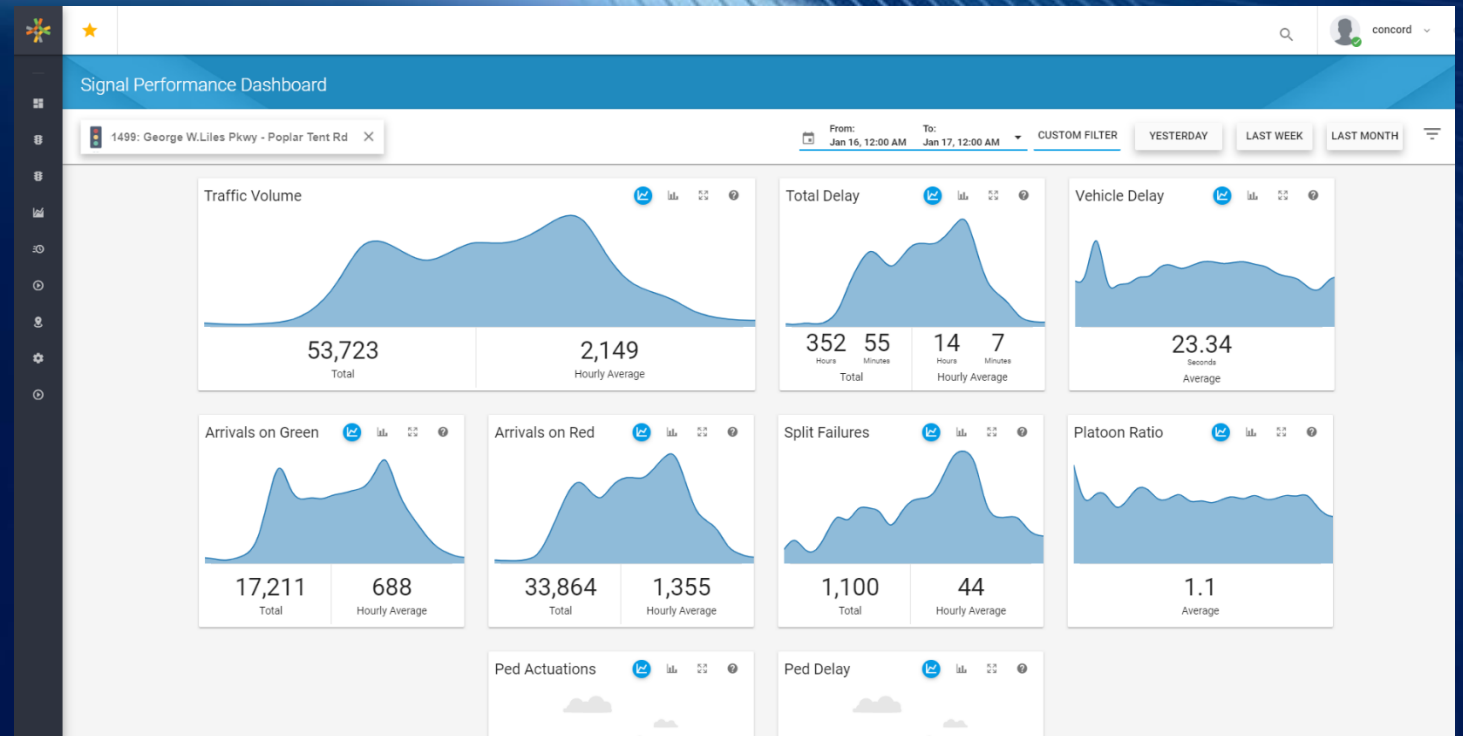 concord
Signal Performance Dashboard
1499: George W.Liles Pkwy - Poplar Tent Rd
From: To:
Jan 16, 12:00 AM Jan 17, 12:00 AM
CUSTOM FILTER
YESTERDAY
LAST WEEK
LAST MONTH
Traffic Volume
53,723
Total
2,149
Hourly Average
Total Delay
352 55
Hours Minutes
Total
14 7
Hours Minutes
Hourly Average
Vehicle Delay
23.34
Seconds
Average
Arrivals on Green
17,211
Total
688
Hourly Average
Arrivals on Red
33,864
Total
1,355
Hourly Average
Split Failures
1,100
Total
44
Hourly Average
Platoon Ratio
1.1
Average
Ped Actuations
Ped Delay